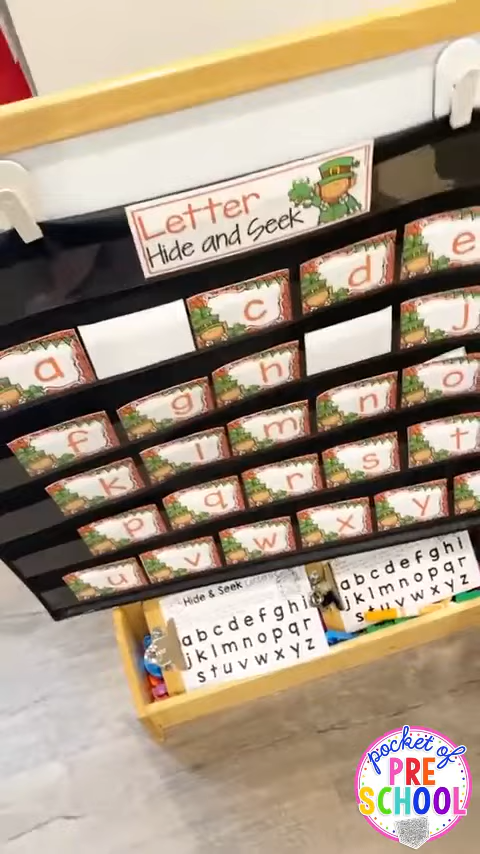 Letter
Hide and Seek
a c d e
f g h j
k l m n o
p q r s t
u v w x y
Hide & Seek
abcdefghi
jklmnopqr
stuvwxyz
abcdefghi
jklmnopqr
stuvwxyz
pocket of
PRE
SCHOOL